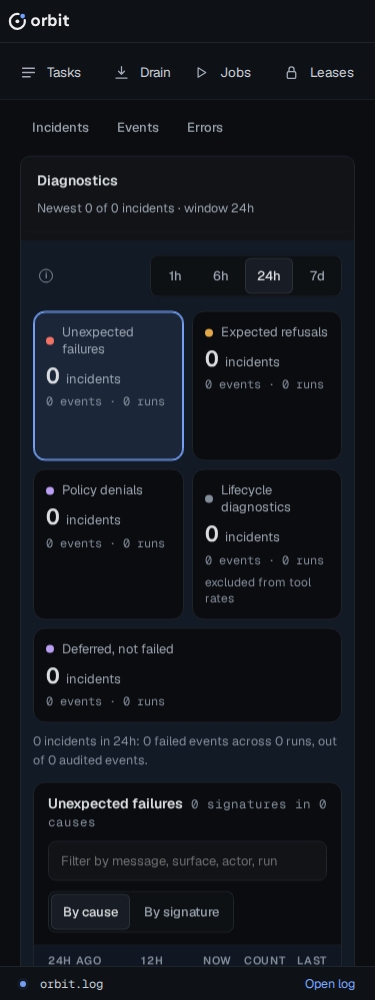 orbit
Tasks Drain Jobs Leases
Incidents Events Errors
Diagnostics
Newest 0 of 0 incidents · window 24h
1h 6h 24h 7d
Unexpected
failures
0 incidents
0 events · 0 runs
Expected refusals
0 incidents
0 events · 0 runs
Policy denials
0 incidents
0 events · 0 runs
Lifecycle
diagnostics
0 incidents
0 events · 0 runs
excluded from tool
rates
Deferred, not failed
0 incidents
0 events · 0 runs
0 incidents in 24h: 0 failed events across 0 runs, out
of 0 audited events.
Unexpected failures 0 signatures in 0
causes
Filter by message, surface, actor, run
By cause By signature
24H AGO 12H NOW COUNT LAST
orbit.log Open log